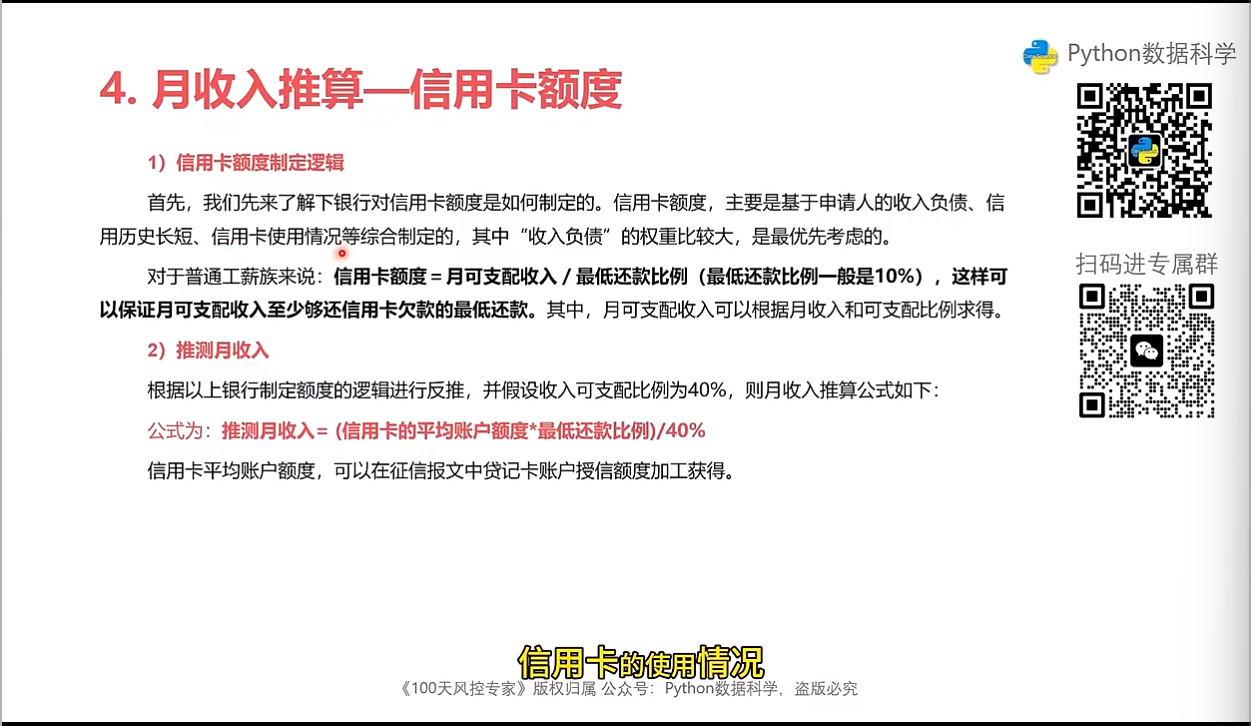 Python数据科学
4. 月收入推算—信用卡额度
1）信用卡额度制定逻辑
首先，我们先来了解下银行对信用卡额度是如何制定的。信用卡额度，主要是基于申请人的收入负债、信
用历史长短、信用卡使用情况等综合制定的，其中“收入负债”的权重比较大，是最优先考虑的。
对于普通工薪族来说：信用卡额度 = 月可支配收入 / 最低还款比例（最低还款比例一般是10%），这样可
以保证月可支配收入至少够还信用卡欠款的最低还款。其中，月可支配收入可以根据月收入和可支配比例求得。
2）推测月收入
根据以上银行制定额度的逻辑进行反推，并假设收入可支配比例为40%，则月收入推算公式如下：
公式为：推测月收入= (信用卡的平均账户额度*最低还款比例)/40%
信用卡平均账户额度，可以在征信报文中贷记卡账户授信额度加工获得。
扫码进专属群
信用卡的使用情况
《100天风控专家》版权归属 公众号：Python数据科学，盗版必究